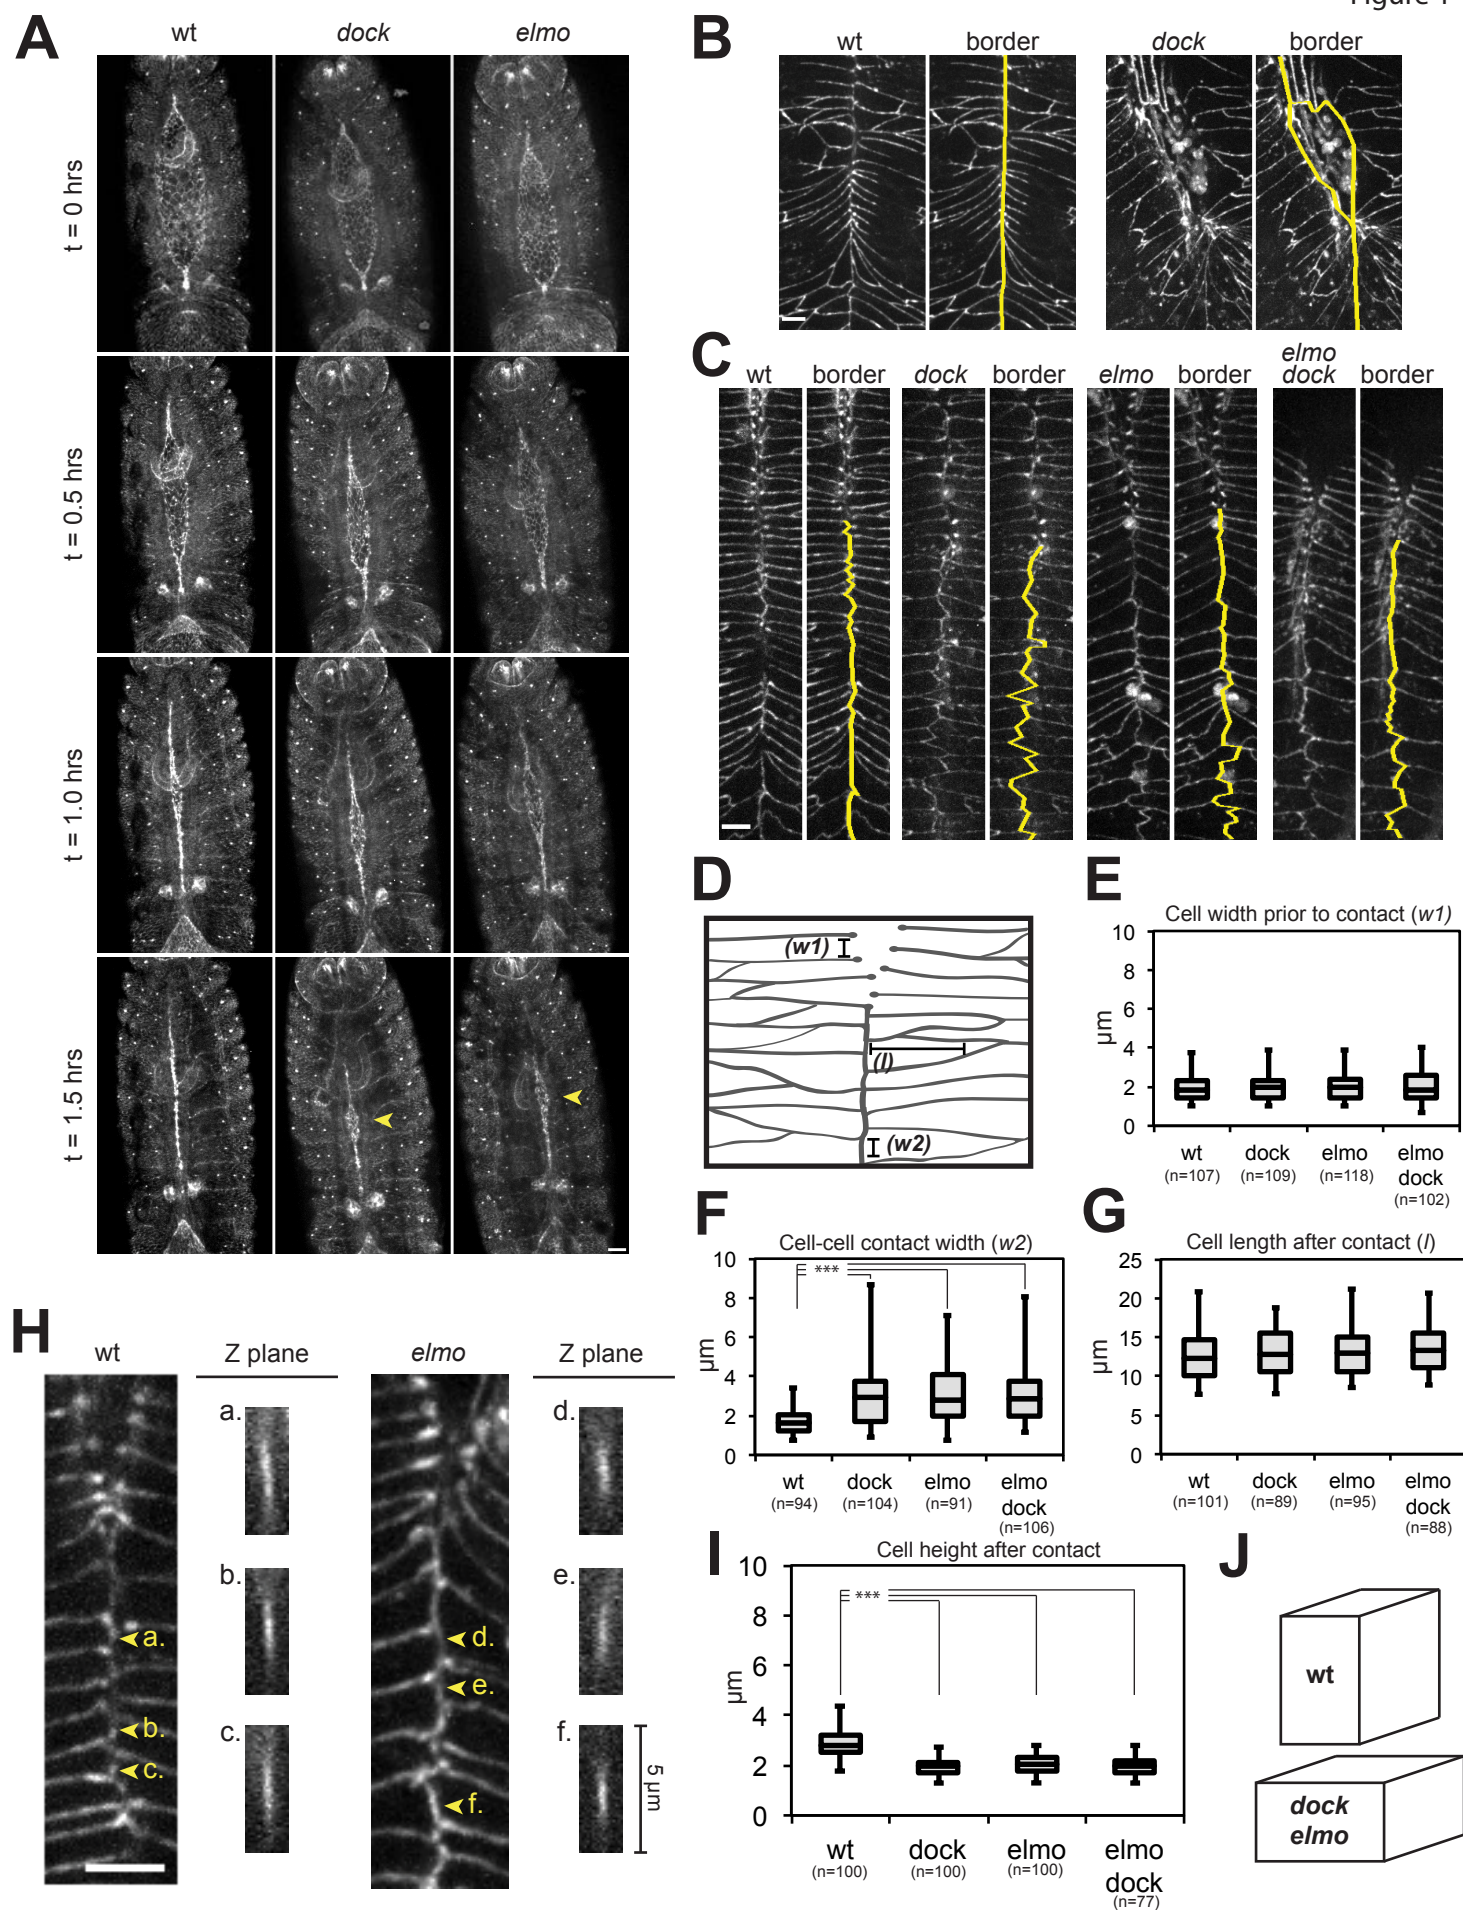 Figure 1
A
wt
dock
elmo
t = 0 hrs
t = 0.5 hrs
t = 1.0 hrs
t = 1.5 hrs
B
wt
border
dock
border
C
wt
border
dock
border
elmo
border
elmo
dock
border
D
(w1)
(l)
(w2)
E
Cell width prior to contact (w1)
µm
10
8
6
4
2
0
wt
(n=107)
dock
(n=109)
elmo
(n=118)
elmo
dock
(n=102)
F
Cell-cell contact width (w2)
µm
10
8
6
4
2
0
***
wt
(n=94)
dock
(n=104)
elmo
(n=91)
elmo
dock
(n=106)
G
Cell length after contact (l)
µm
25
20
15
10
5
0
wt
(n=101)
dock
(n=89)
elmo
(n=95)
elmo
dock
(n=88)
H
wt
Z plane
elmo
Z plane
a.
b.
c.
a.
b.
c.
d.
e.
f.
d.
e.
f.
5 µm
I
Cell height after contact
µm
10
8
6
4
2
0
***
wt
(n=100)
dock
(n=100)
elmo
(n=100)
elmo
dock
(n=77)
J
wt
dock
elmo